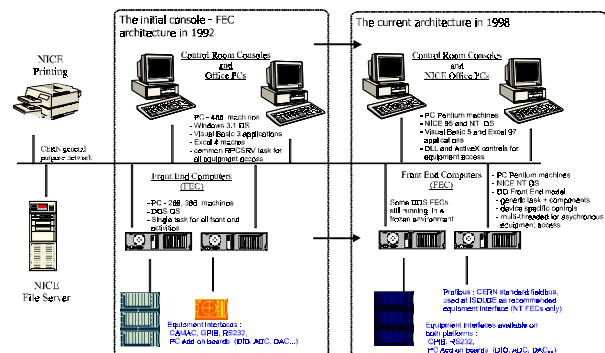 The initial console - FEC
architecture in 1992
The current architecture in 1998
NICE
Printing
Control Room Consoles
and
Office PCs
Control Room Consoles
and
NICE Office PCs
- PC - 486 machines
- Windows 3.1 OS
- Visual Basic 3 applications
- Excel 4 macros
- common RPCSRV task for
all equipment access
- PC Pentium machines
- NICE 95 and NT OS
- Visual Basic 5 and Excel 97
applications
- DLL and ActiveX controls for
equipment access
CERN general
purpose network
Front End Computers
(FEC)
- PC - 286, 386 machines
- DOS OS
- Single task for all front end
activities
Front End Computers
(FEC)
Some DOS FECs
still running in a
frozen environment
- PC Pentium machines
- NICE NT OS
- OO Front End model
- generic task + components
- device specific controls
- multi-threaded for asychronous
equipment access
NICE
File Server
Equipment Interfaces :
CAMAC, GPIB, RS232,
PC Add on boards (DIO, ADC, DAC...)
Profibus : CERN standard fieldbus,
used at ISOLDE as recommended
equipment interface (NT FECs only)
Equipment Interfaces available on
both platforms :
GPIB, RS232,
PC Add on board (DIO, ADC, DAC...)